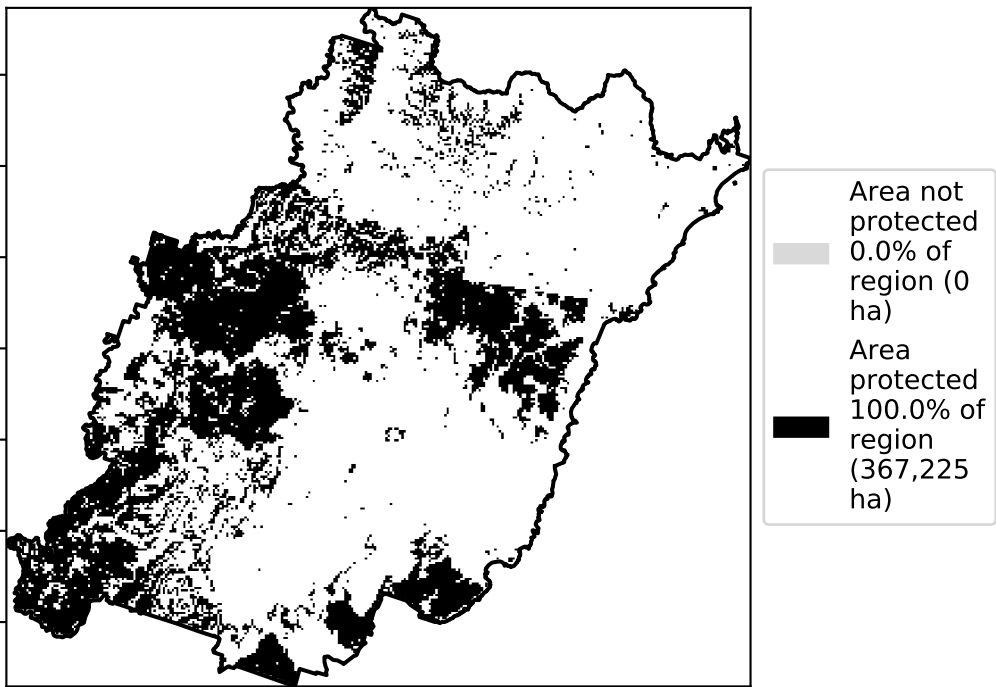 Area not
protected
0.0% of
region (0
ha)
Area
protected
100.0% of
region
(367,225
ha)